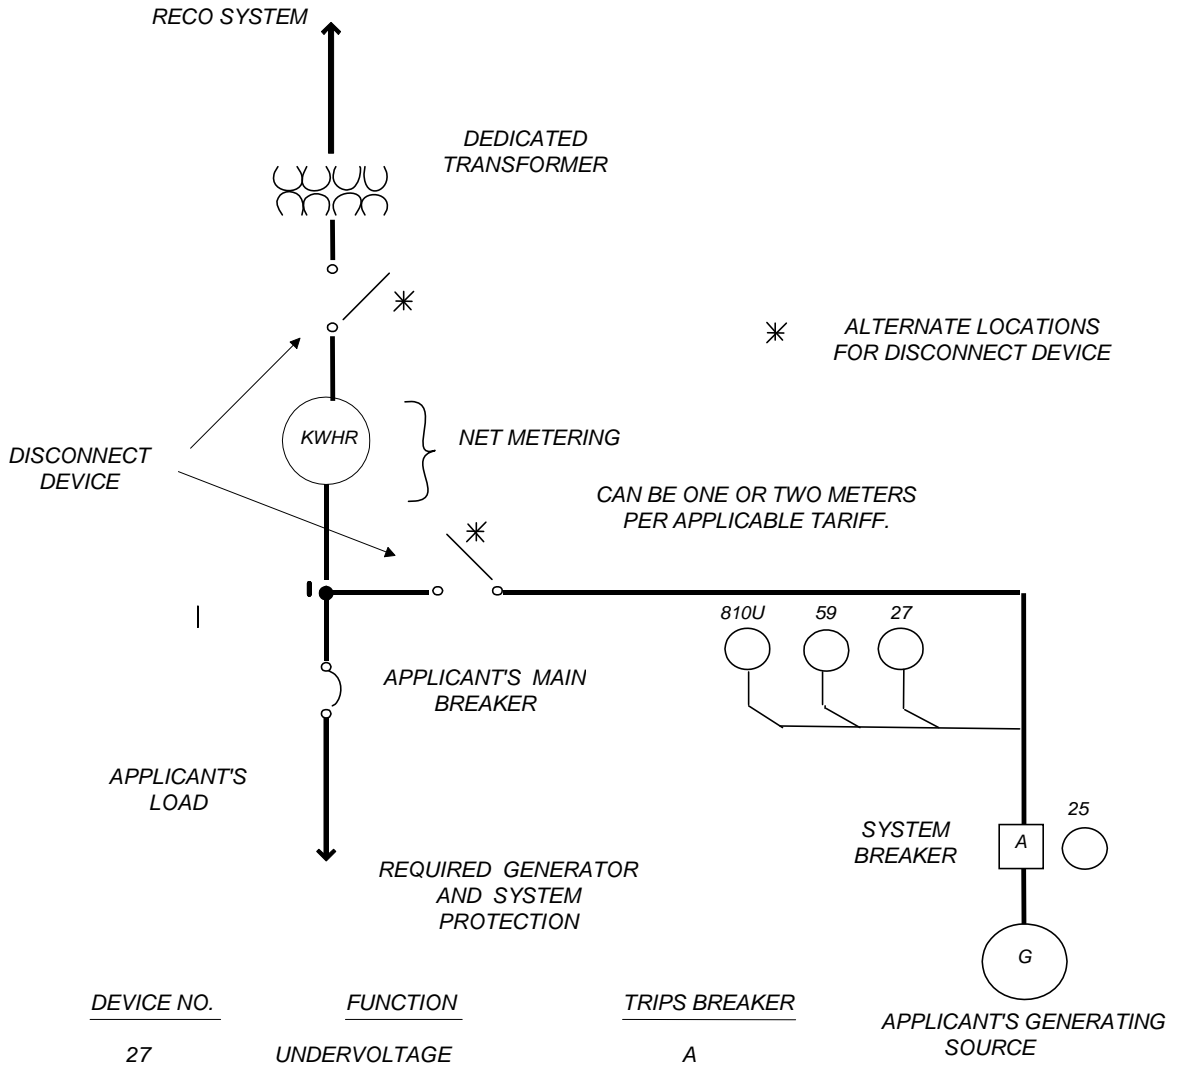 RECO SYSTEM
DEDICATED
TRANSFORMER
ALTERNATE LOCATIONS
FOR DISCONNECT DEVICE
KWHR
NET METERING
DISCONNECT
DEVICE
CAN BE ONE OR TWO METERS
PER APPLICABLE TARIFF.
810U 59 27
APPLICANT'S MAIN
BREAKER
APPLICANT'S
LOAD
25
SYSTEM
BREAKER
A
REQUIRED GENERATOR
AND SYSTEM
PROTECTION
G
APPLICANT'S GENERATING
SOURCE
DEVICE NO. FUNCTION TRIPS BREAKER
27 UNDERVOLTAGE A